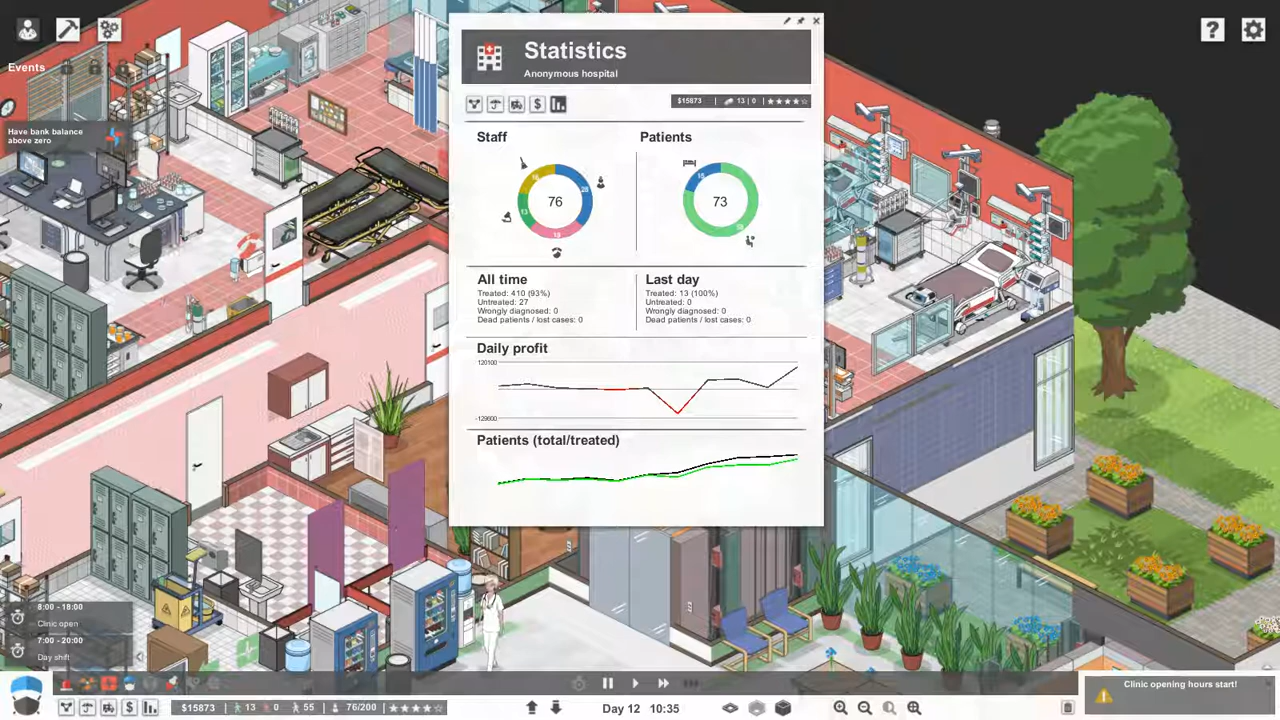 Statistics
Anonymous hospital
Events
Have bank balance
above zero
$15873 | 13 | 0 |
Staff
Patients
76
73
All time
Treated: 410 (93%)
Untreated: 27
Wrongly diagnosed: 0
Dead patients / lost cases: 0
Last day
Treated: 13 (100%)
Untreated: 0
Wrongly diagnosed: 0
Dead patients / lost cases: 0
Daily profit
120100
-129600
Patients (total/treated)
8:00 - 18:00
Clinic open
7:00 - 20:00
Day shift
$15873 | 13 0 | 55 | 76/200
Day 12 10:35
Clinic opening hours start!
?